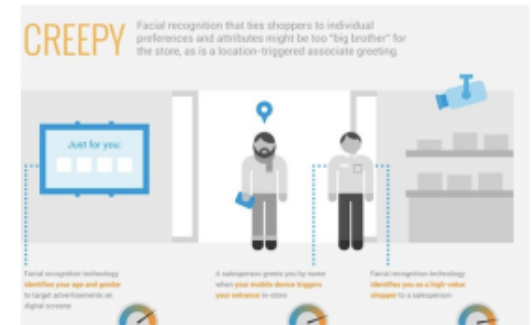 CREEPY
Facial recognition that ties shoppers to individual
preferences and attributes might be too "big brother" for
the store, as is a location-triggered associate greeting.
Just for you:
Facial recognition technology
identifies your age and gender
to target advertisements on
digital screens
A salesperson greets you by name
when your mobile device triggers
your entrance in-store
Facial recognition technology
identifies you as a high-value
shopper to a salesperson